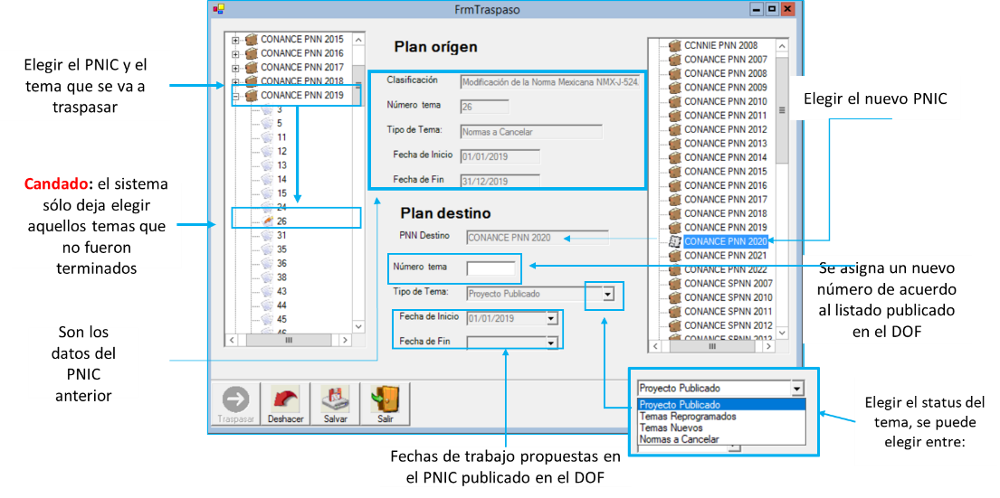 FrmTraspaso
Elegir el PNIC y el
tema que se va a
traspasar
Candado: el sistema
sólo deja elegir
aquellos temas que
no fueron
terminados
Son los
datos del
PNIC
anterior
CONANCE PNN 2015
CONANCE PNN 2016
CONANCE PNN 2017
CONANCE PNN 2018
CONANCE PNN 2019
3
5
11
12
13
14
15
24
26
31
35
36
38
43
44
45
46
Plan orígen
Clasificación
Modificación de la Norma Mexicana NMX-J-524
Número tema
26
Tipo de Tema:
Normas a Cancelar
Fecha de Inicio
01/01/2019
Fecha de Fin
31/12/2019
Plan destino
PNN Destino
CONANCE PNN 2020
Número tema
Tipo de Tema:
Proyecto Publicado
Fecha de Inicio
01/01/2019
Fecha de Fin
CCNNIE PNN 2008
CONANCE PNN 2007
CONANCE PNN 2008
CONANCE PNN 2009
CONANCE PNN 2010
CONANCE PNN 2011
CONANCE PNN 2012
CONANCE PNN 2013
CONANCE PNN 2014
CONANCE PNN 2015
CONANCE PNN 2016
CONANCE PNN 2017
CONANCE PNN 2018
CONANCE PNN 2019
CONANCE PNN 2020
CONANCE PNN 2021
CONANCE PNN 2022
CONANCE SPNN 2007
CONANCE SPNN 2010
CONANCE SPNN 2011
CONANCE SPNN 2012
CONANCE SPNN 2013
Elegir el nuevo PNIC
Se asigna un nuevo
número de acuerdo
al listado publicado
en el DOF
Traspasar
Deshacer
Salvar
Salir
Proyecto Publicado
Proyecto Publicado
Temas Reprogramados
Temas Nuevos
Normas a Cancelar
Elegir el status del
tema, se puede
elegir entre:
Fechas de trabajo propuestas en
el PNIC publicado en el DOF